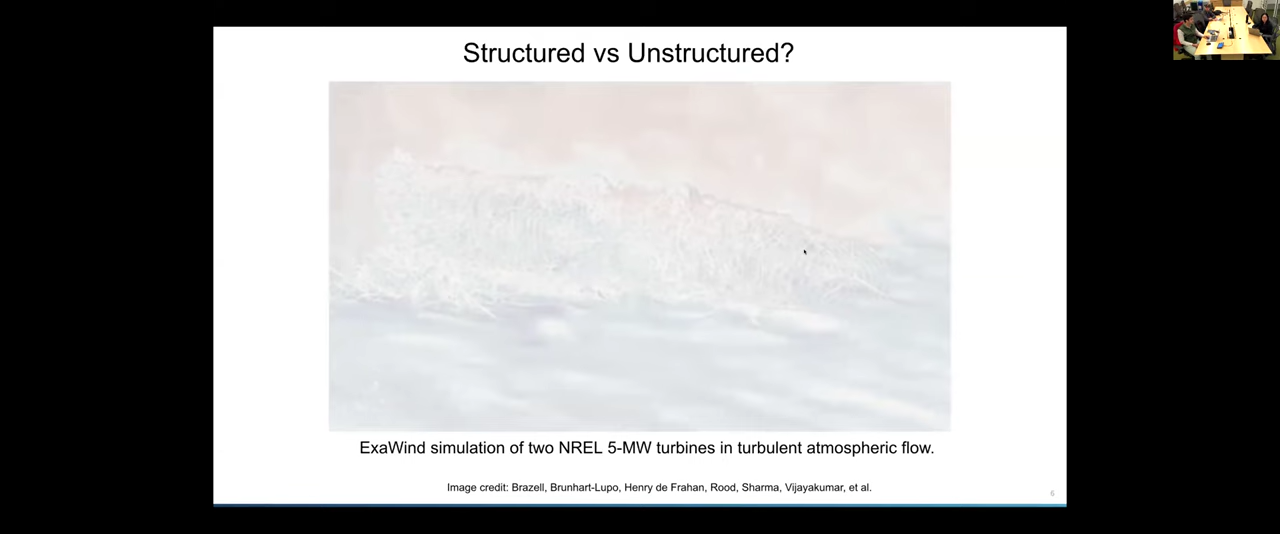 Structured vs Unstructured?
ExaWind simulation of two NREL 5-MW turbines in turbulent atmospheric flow.
Image credit: Brazell, Brunhart-Lupo, Henry de Frahan, Rood, Sharma, Vijayakumar, et al.